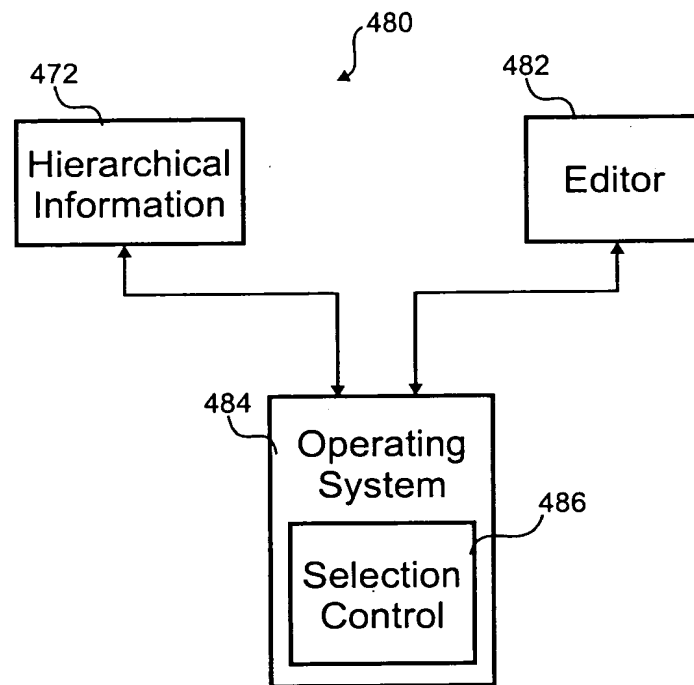 480
472
482
Hierarchical
Information
Editor
484
Operating
System
486
Selection
Control